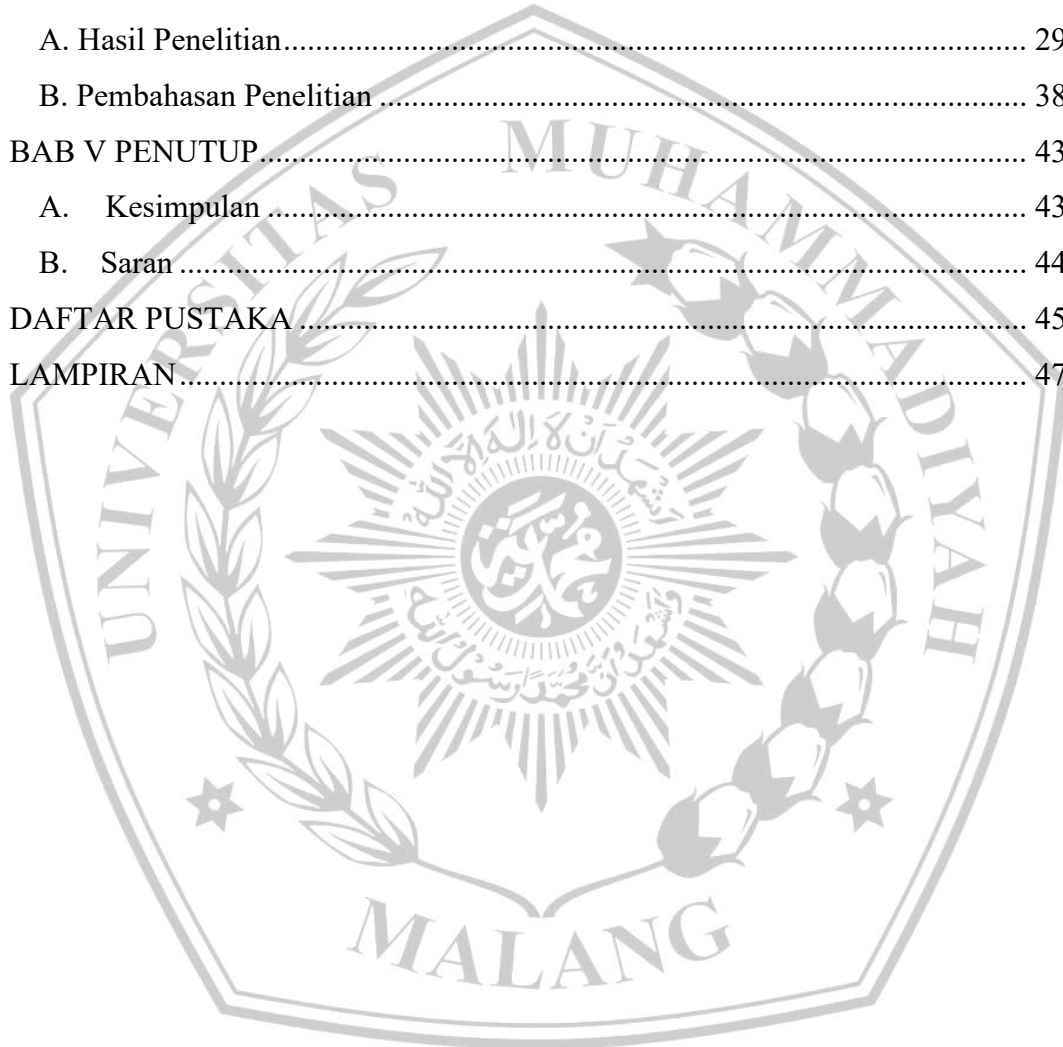 A. Hasil Penelitian.......................................................................................... 29
B. Pembahasan Penelitian.............................................................................. 38
BAB V PENUTUP............................................................................................. 43
A. Kesimpulan............................................................................................ 43
B. Saran....................................................................................................... 44
DAFTAR PUSTAKA........................................................................................ 45
LAMPIRAN....................................................................................................... 47
UNIVERSITAS MUHAMMADIYAH
MALANG